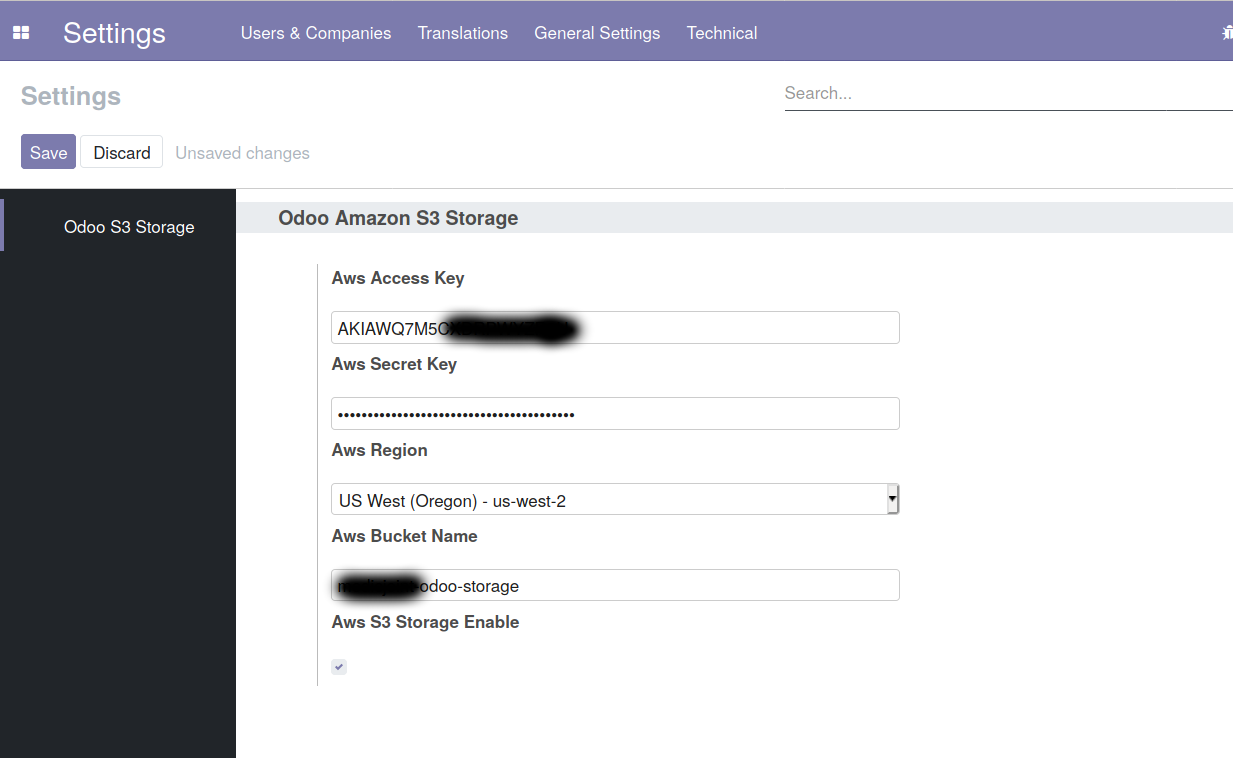 Settings Users & Companies Translations General Settings Technical
Settings
Search...
Save Discard Unsaved changes
Odoo S3 Storage
Odoo Amazon S3 Storage
Aws Access Key
AKIAWQ7M5C
Aws Secret Key
••••••••••••••••••••••••••••••••••••••••
Aws Region
US West (Oregon) - us-west-2
Aws Bucket Name
-odoo-storage
Aws S3 Storage Enable